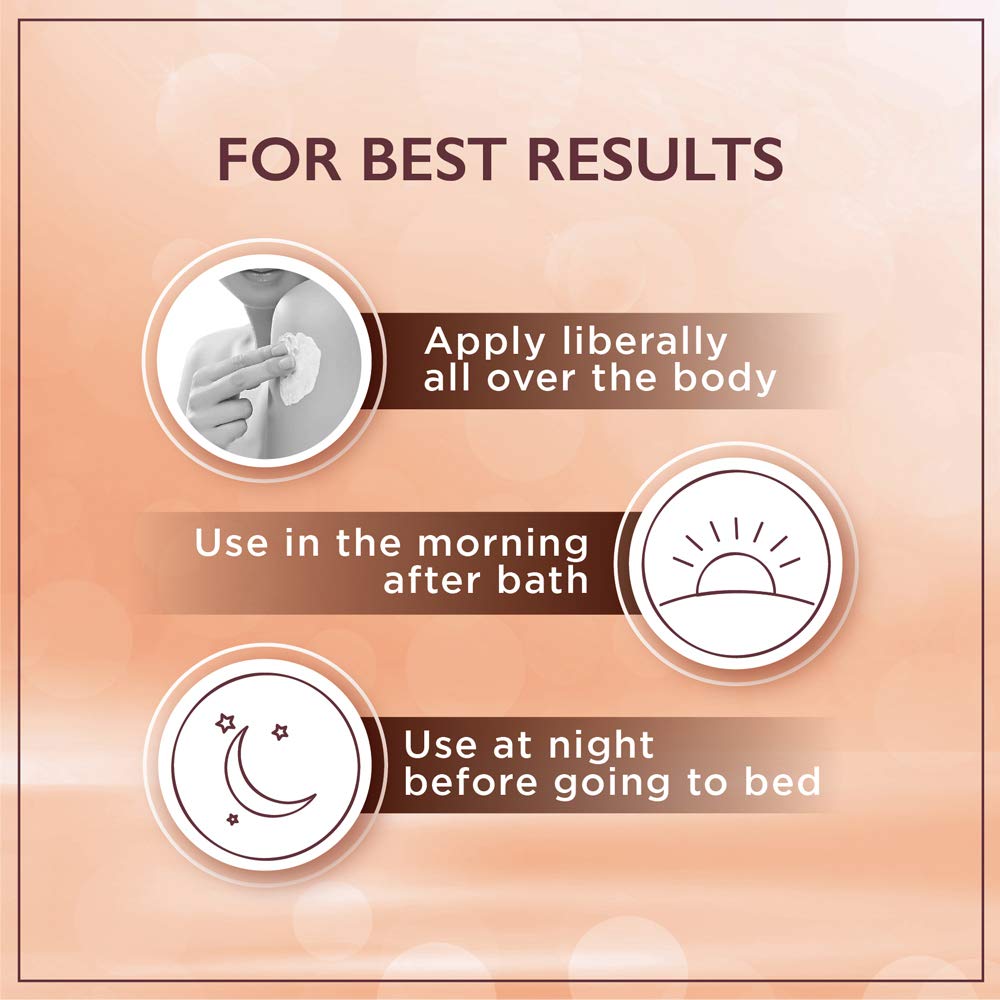 FOR BEST RESULTS
Apply liberally
all over the body
Use in the morning
after bath
Use at night
before going to bed